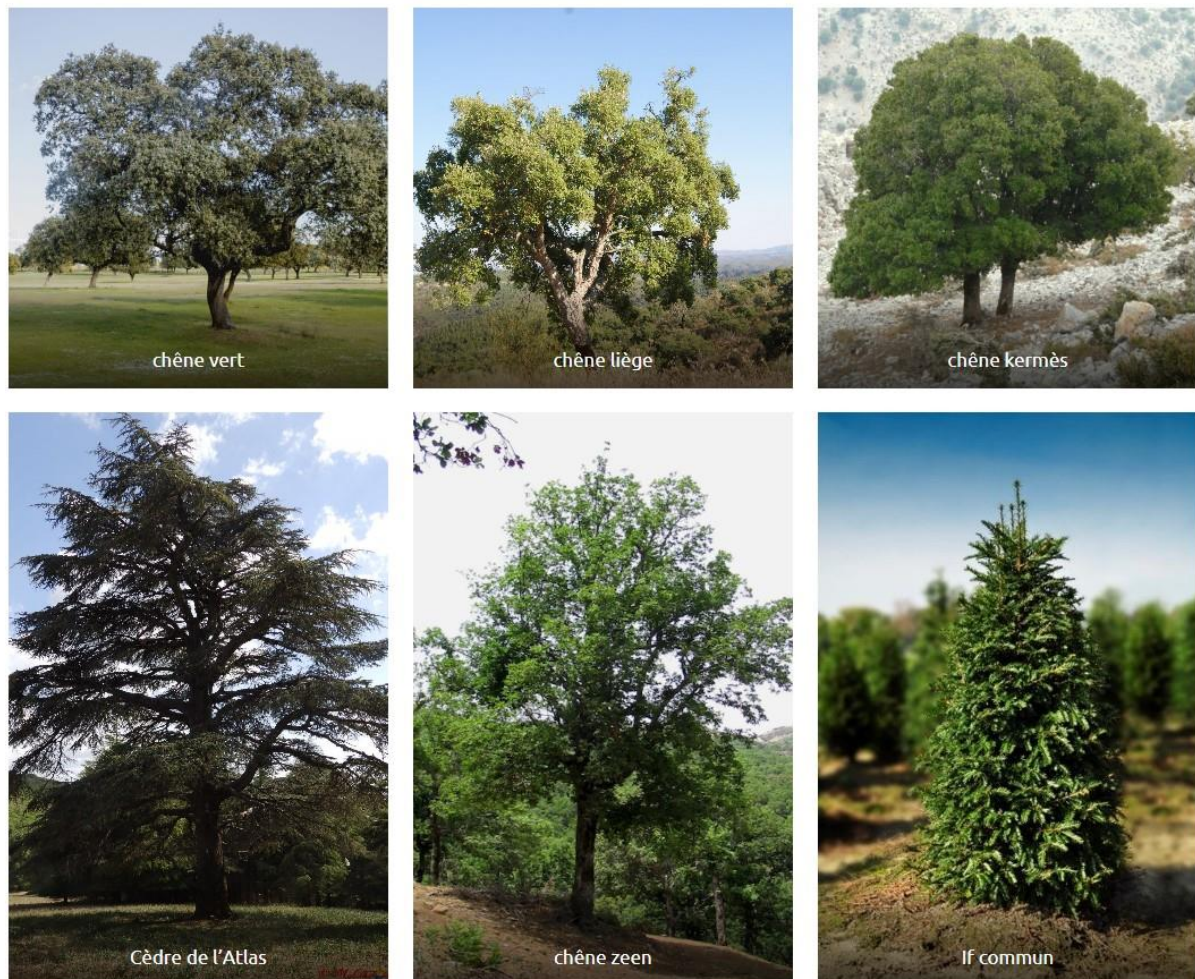 chêne vert
chêne liège
chêne kermès
Cèdre de l'Atlas
chêne zeen
If commun